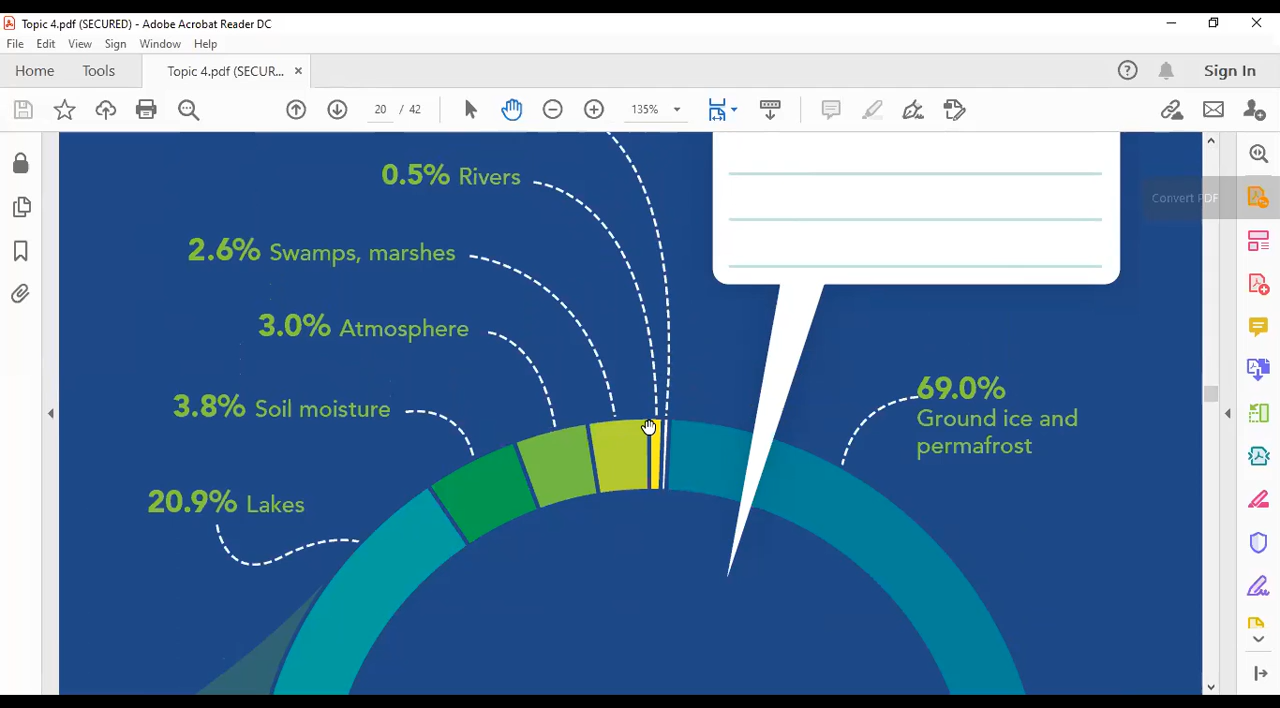 Topic 4.pdf (SECURED) - Adobe Acrobat Reader DC
File Edit View Sign Window Help
Home Tools Topic 4.pdf (SECUR... × Sign In
20 / 42 135%
0.5% Rivers
Convert PDF
2.6% Swamps, marshes
3.0% Atmosphere
69.0%
Ground ice and
permafrost
3.8% Soil moisture
20.9% Lakes